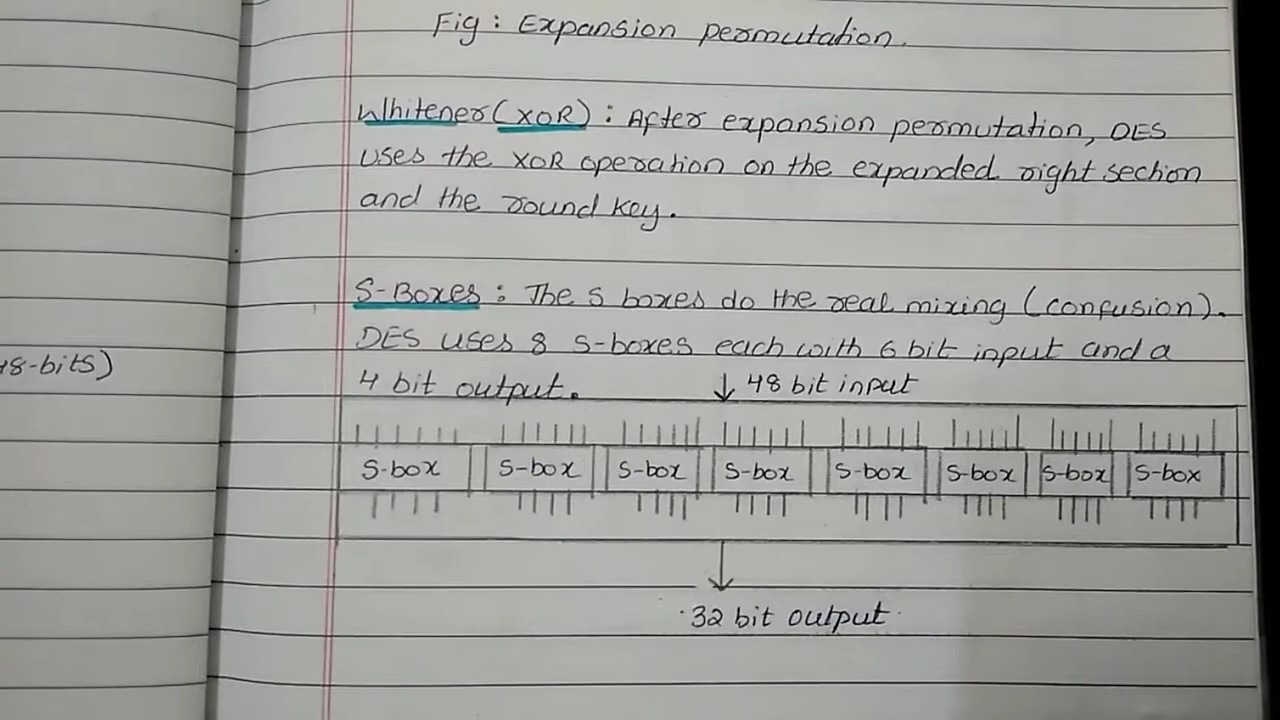 Fig: Expansion permutation.
Whitener (XOR): After expansion permutation, DES
uses the XOR operation on the expanded right section
and the round key.
S-Boxes: The S boxes do the real mixing (confusion).
DES uses 8 S-boxes each with 6 bit input and a
4 bit output.
↓ 48 bit input
8-bits)
S-box S-box S-box S-box S-box S-box S-box S-box
32 bit output